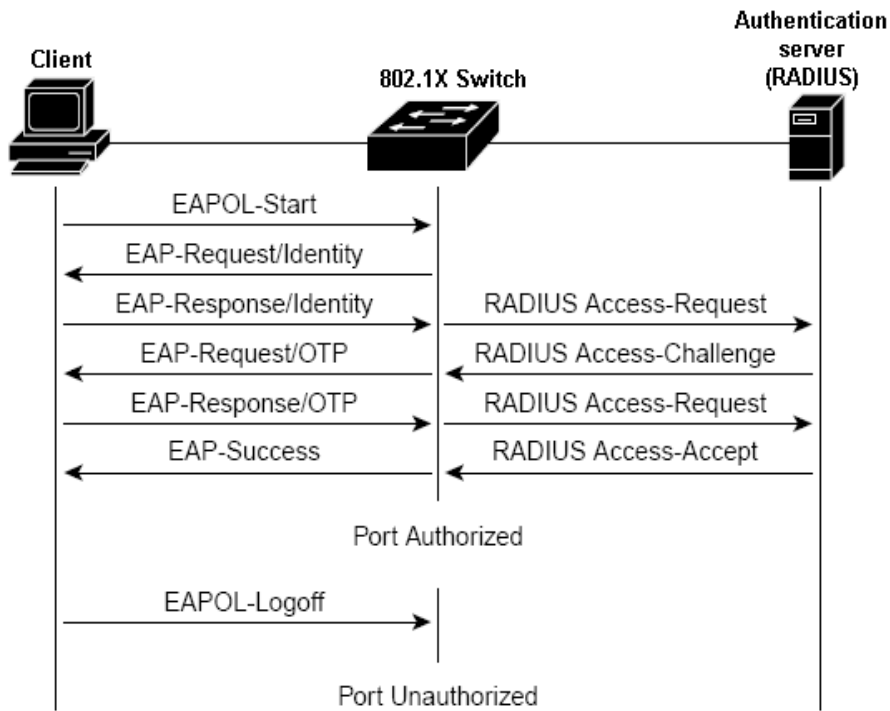 Authentication
server
(RADIUS)
Client
802.1X Switch
EAPOL-Start
EAP-Request/Identity
EAP-Response/Identity
RADIUS Access-Request
EAP-Request/OTP
RADIUS Access-Challenge
EAP-Response/OTP
RADIUS Access-Request
EAP-Success
RADIUS Access-Accept
Port Authorized
EAPOL-Logoff
Port Unauthorized